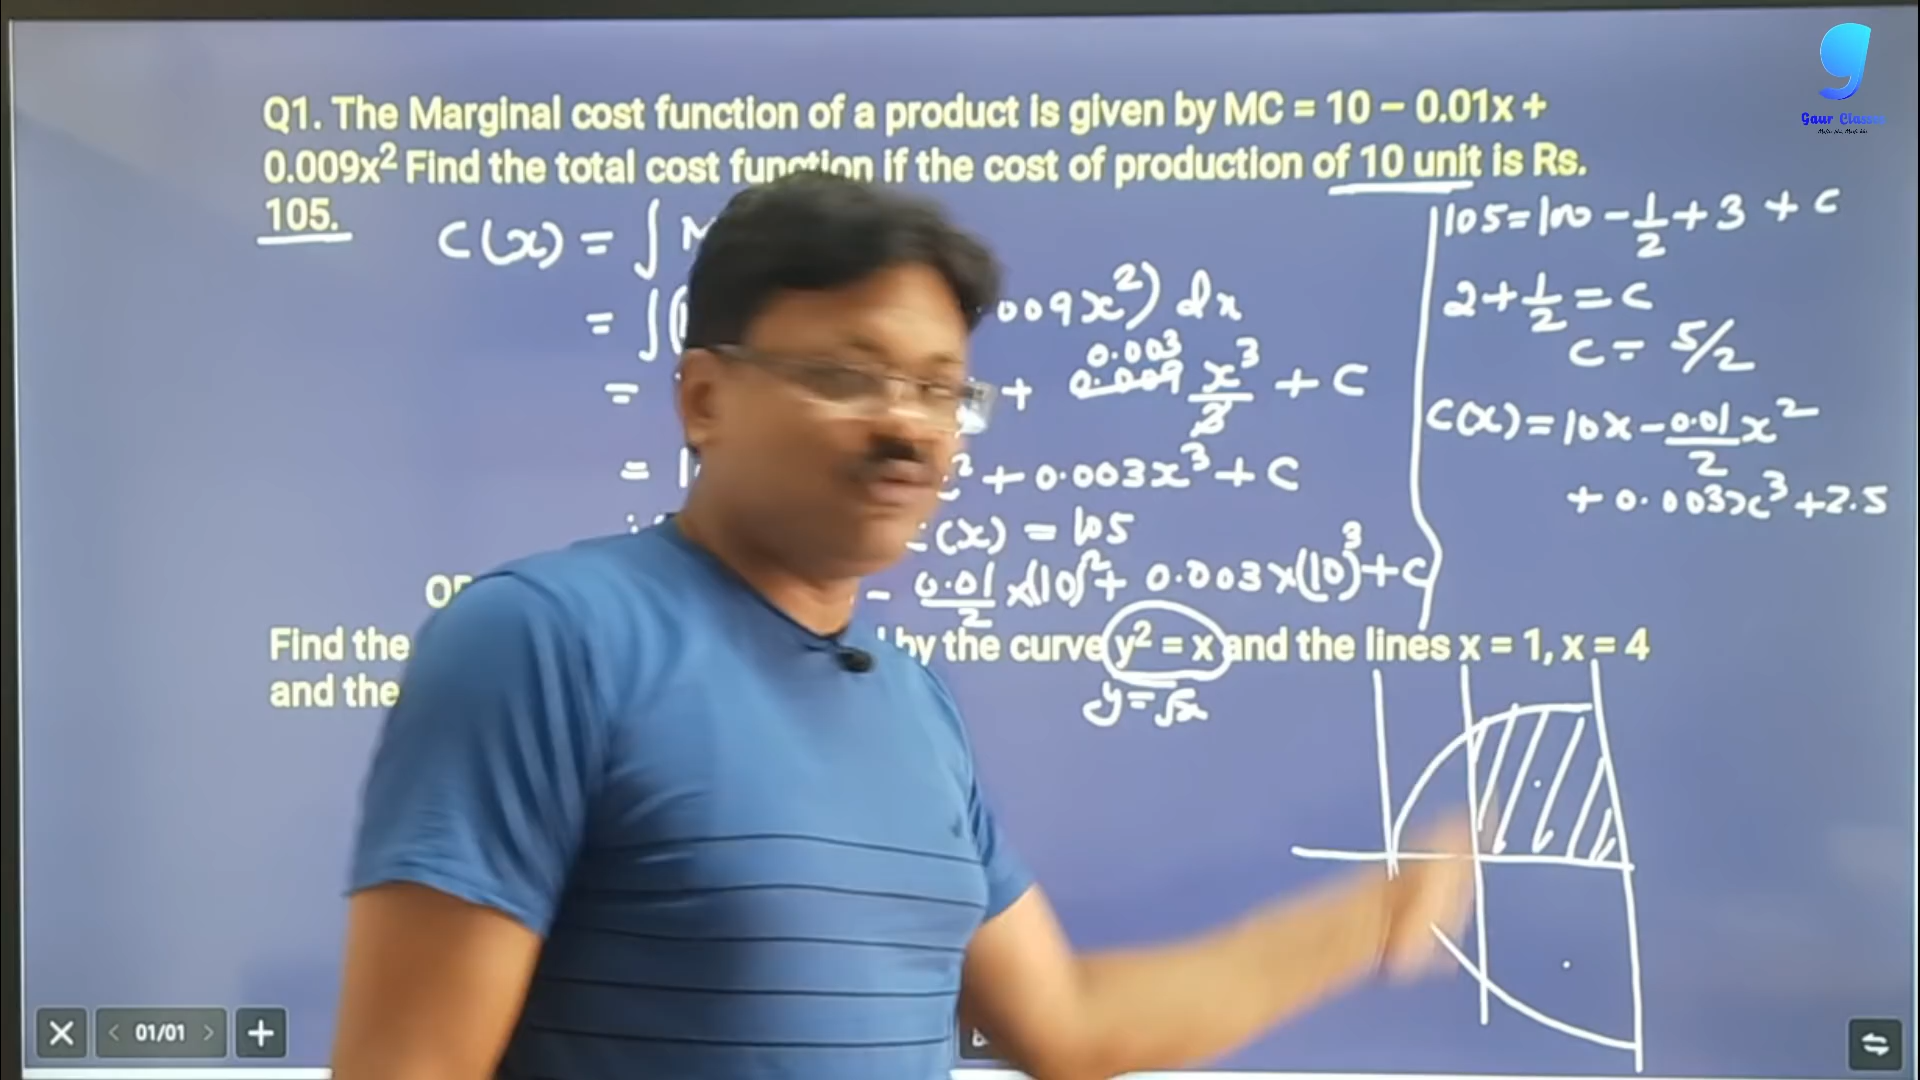 Q1. The Marginal cost function of a product is given by MC = 10 – 0.01x +
0.009x² Find the total cost function if the cost of production of 10 unit is Rs.
105.
C(x) = ∫
= ∫( 009x²) dx
= + 0.003 0.009 x³/3 + C
= x² + 0.003x³ + C
(x) = 105
- 0.01/2 x(10)² + 0.003 x (10)³ + C
105 = 100 - 1/2 + 3 + C
2 + 1/2 = C
C = 5/2
C(x) = 10x - 0.01/2 x²
+ 0.003x³ + 2.5
Find the by the curve y² = x and the lines x = 1, x = 4
and the
y = √x
01/01
g
Gaur Classes